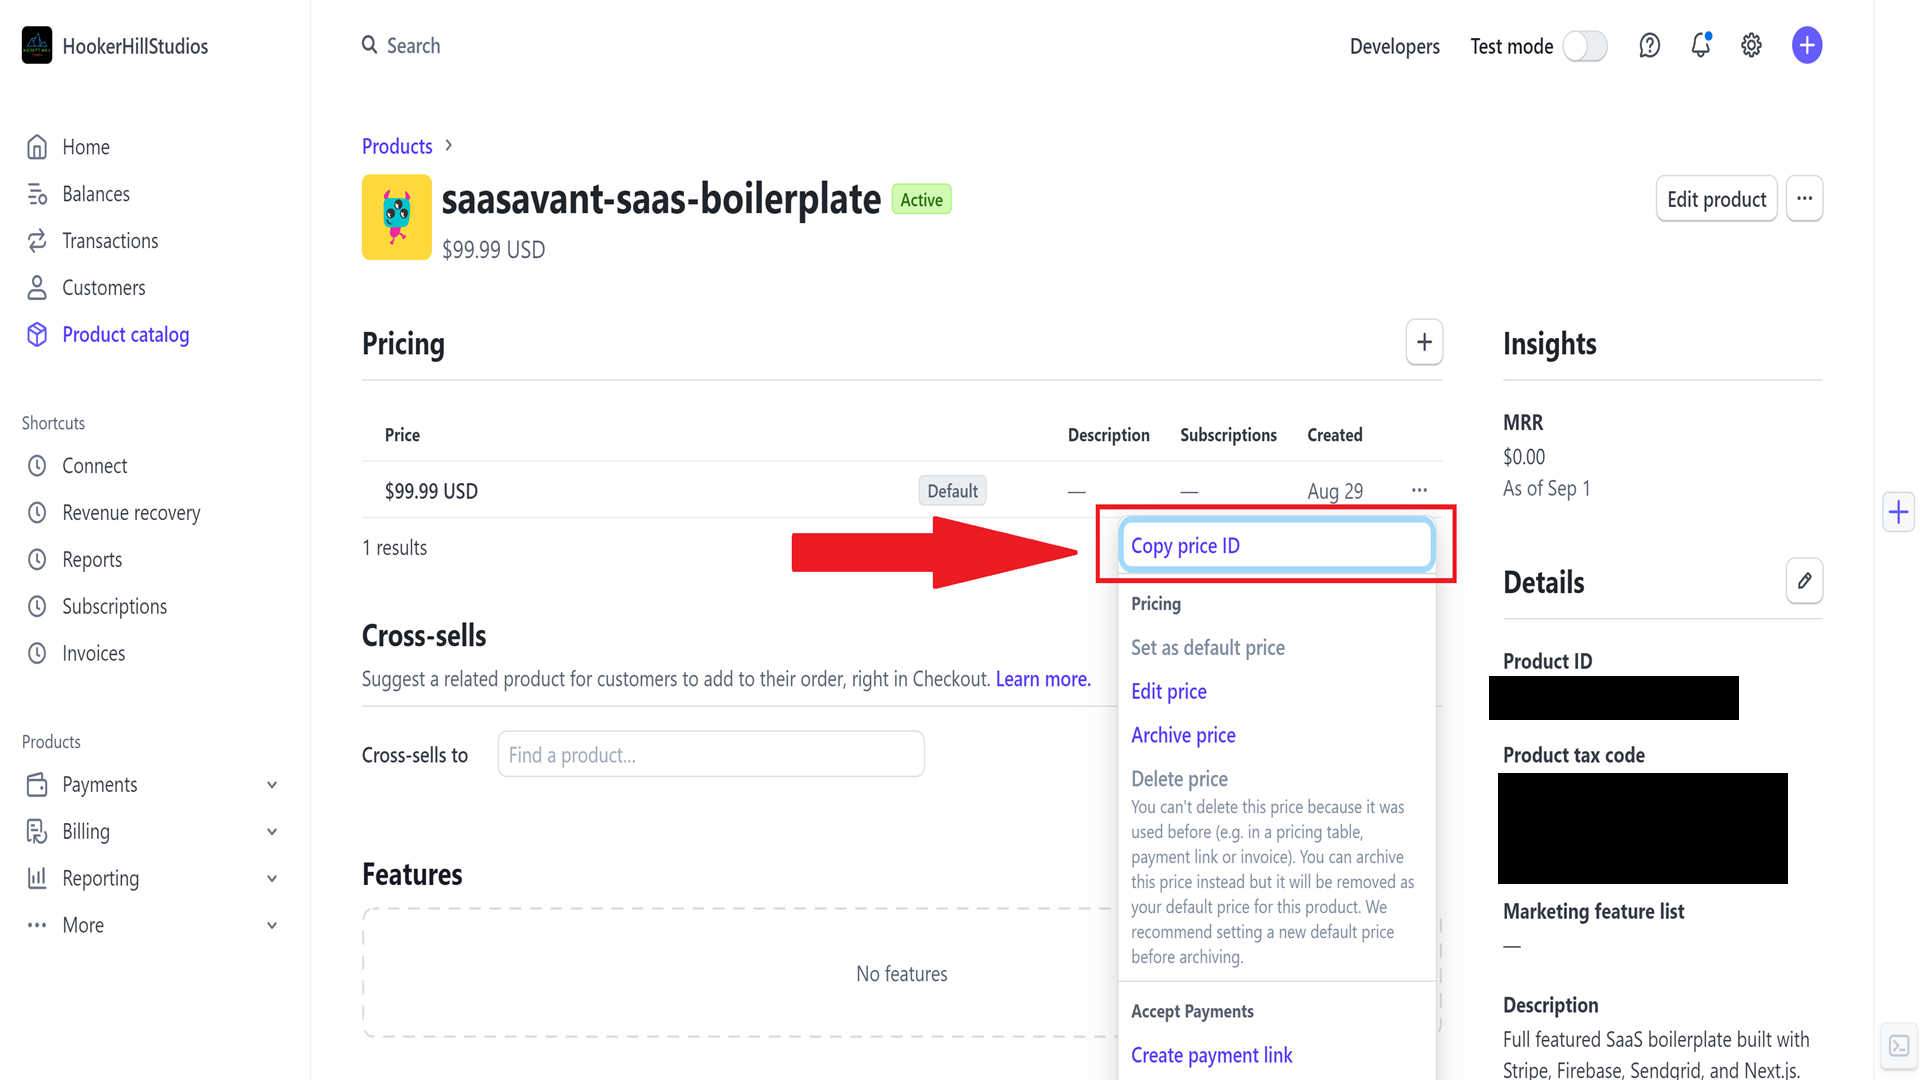 HookerHillStudios
Search
Developers
Test mode
Home
Balances
Transactions
Customers
Product catalog
Shortcuts
Connect
Revenue recovery
Reports
Subscriptions
Invoices
Products
Payments
Billing
Reporting
More
Products
saasavant-saas-boilerplate
Active
$99.99 USD
Edit product
Pricing
Price
Description
Subscriptions
Created
$99.99 USD
Default
—
—
Aug 29
1 results
Copy price ID
Pricing
Set as default price
Edit price
Archive price
Delete price
You can't delete this price because it was
used before (e.g. in a pricing table,
payment link or invoice). You can archive
this price instead but it will be removed as
your default price for this product. We
recommend setting a new default price
before archiving.
Accept Payments
Create payment link
Cross-sells
Suggest a related product for customers to add to their order, right in Checkout. Learn more.
Cross-sells to
Find a product...
Features
No features
Insights
MRR
$0.00
As of Sep 1
Details
Product ID
Product tax code
Marketing feature list
—
Description
Full featured SaaS boilerplate built with
Stripe, Firebase, Sendgrid, and Next.js.